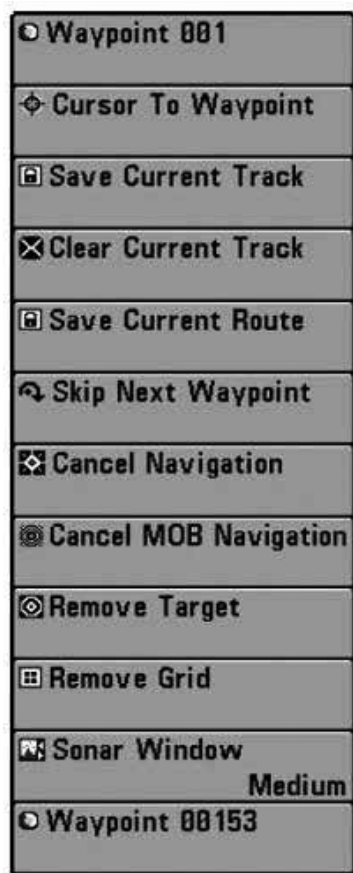 Waypoint 001
Cursor To Waypoint
Save Current Track
Clear Current Track
Save Current Route
Skip Next Waypoint
Cancel Navigation
Cancel MOB Navigation
Remove Target
Remove Grid
Sonar Window
Medium
Waypoint 00153